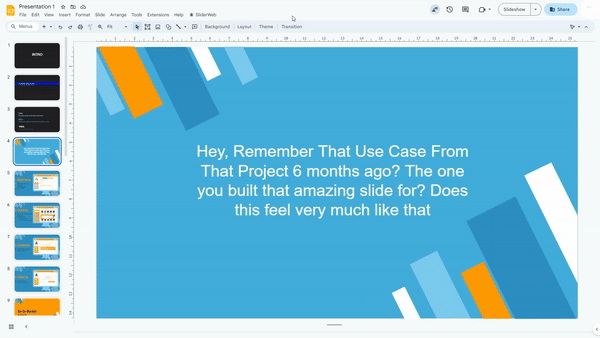 Presentation 1
File Edit View Insert Format Slide Arrange Tools Extensions Help SliderWeb
Slideshow
Share
Menus
Fit
Background Layout Theme Transition
1
INTRO
2
3
4
5
6
7
8
9
Hey, Remember That Use Case From
That Project 6 months ago? The one
you built that amazing slide for? Does
this feel very much like that